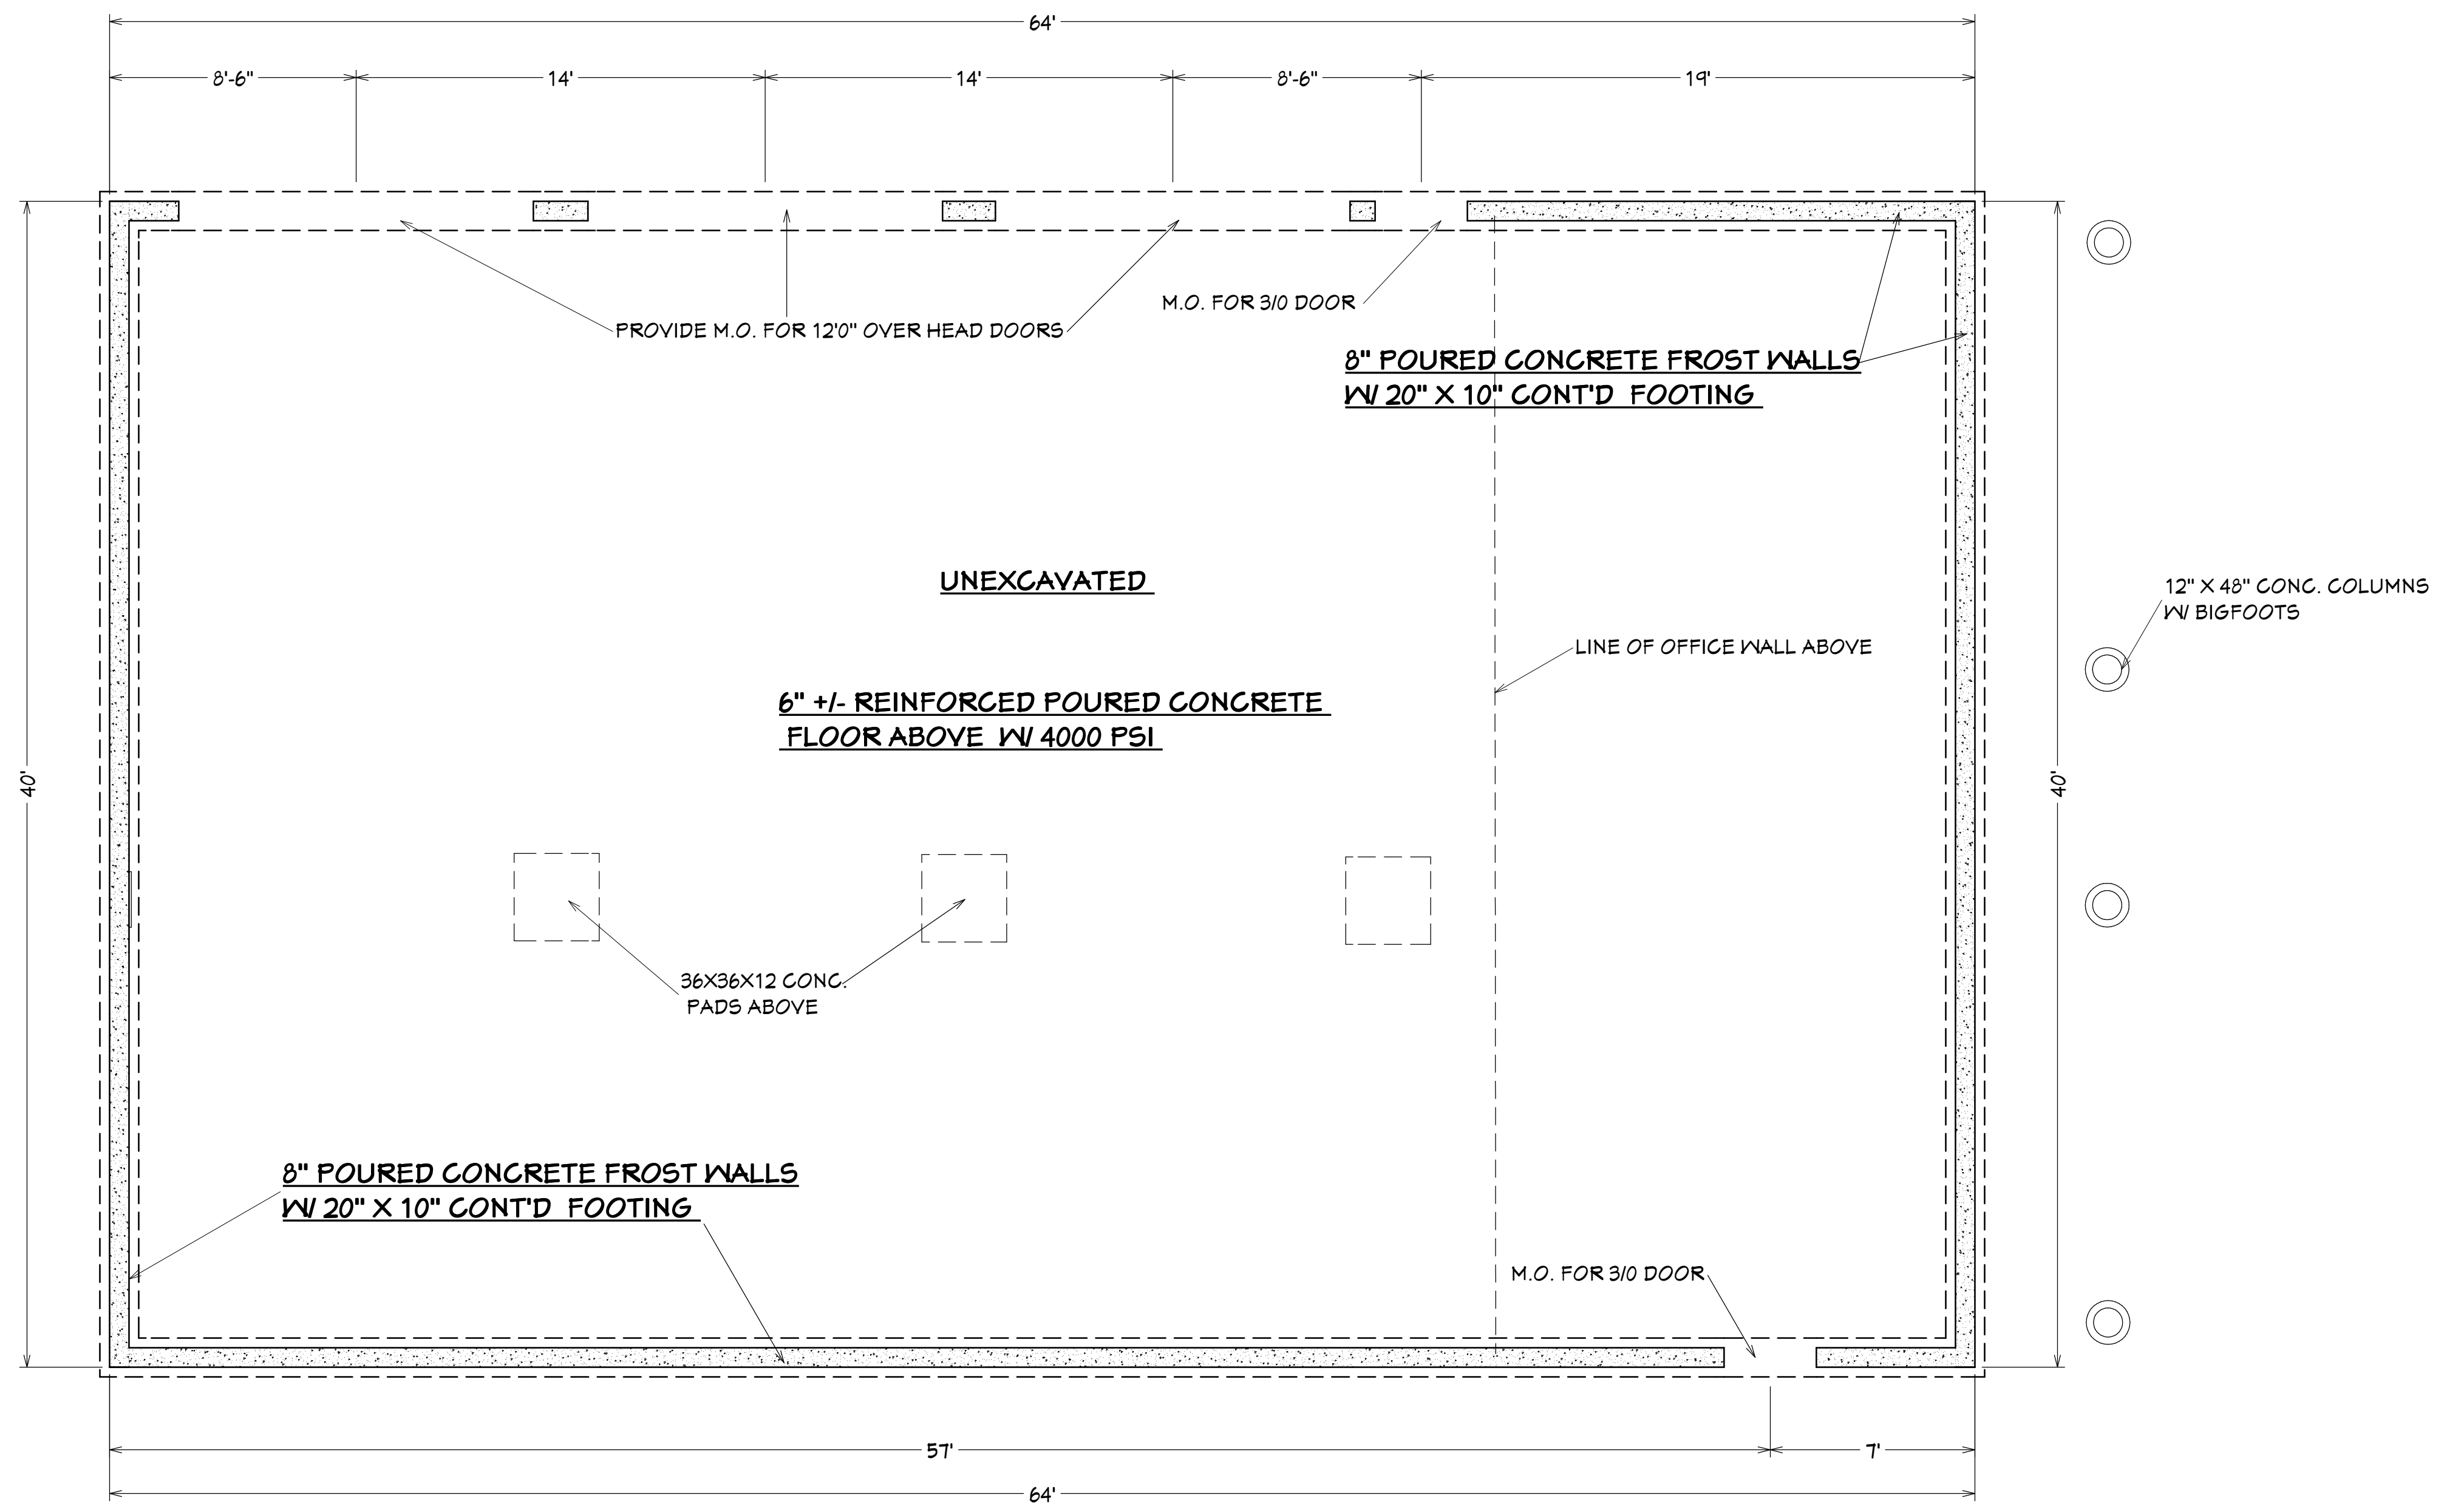 64'
8'-6" 14' 14' 8'-6" 19'
M.O. FOR 3/0 DOOR
PROVIDE M.O. FOR 12'0" OVER HEAD DOORS
8" POURED CONCRETE FROST WALLS
W/ 20" X 10" CONT'D FOOTING
UNEXCAVATED
12" X 48" CONC. COLUMNS
W/ BIGFOOTS
LINE OF OFFICE WALL ABOVE
6" +/- REINFORCED POURED CONCRETE
FLOOR ABOVE W/ 4000 PSI
40'
40'
36X36X12 CONC.
PADS ABOVE
8" POURED CONCRETE FROST WALLS
W/ 20" X 10" CONT'D FOOTING
M.O. FOR 3/0 DOOR
57' 7'
64'